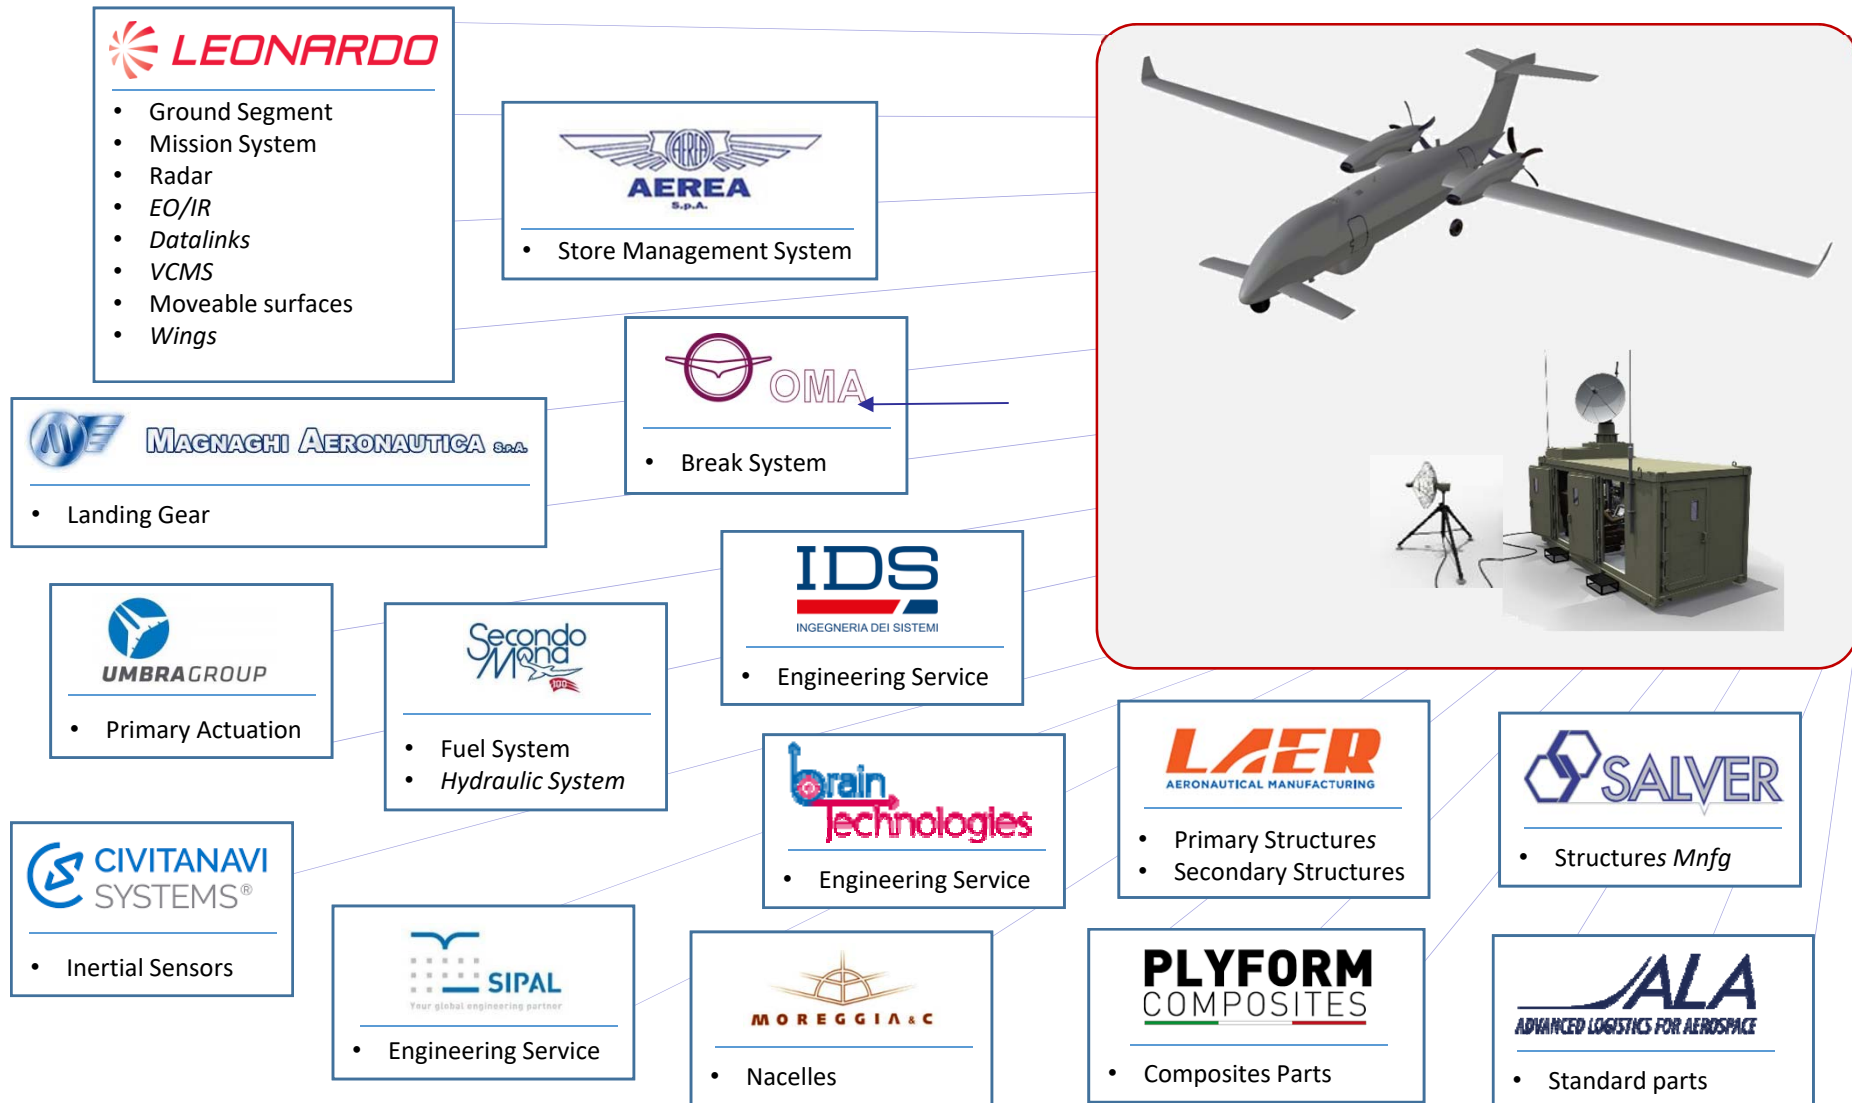 LEONARDO
• Ground Segment
• Mission System
• Radar
• EO/IR
• Datalinks
• VCMS
• Moveable surfaces
• Wings
AEREA
AEREA
S.p.A.
• Store Management System
OMA
• Break System
MAGNAGHI AERONAUTICA S.P.A.
• Landing Gear
IDS
INGEGNERIA DEI SISTEMI
• Engineering Service
UMBRAGROUP
• Primary Actuation
Secondo
Mona
100
• Fuel System
• Hydraulic System
brain
Technologies
• Engineering Service
LAER
AERONAUTICAL MANUFACTURING
• Primary Structures
• Secondary Structures
SALVER
• Structures Mnfg
CIVITANAVI
SYSTEMS®
• Inertial Sensors
SIPAL
Your global engineering partner
• Engineering Service
MOREGGIA & C
• Nacelles
PLYFORM
COMPOSITES
• Composites Parts
ALA
ADVANCED LOGISTICS FOR AEROSPACE
• Standard parts